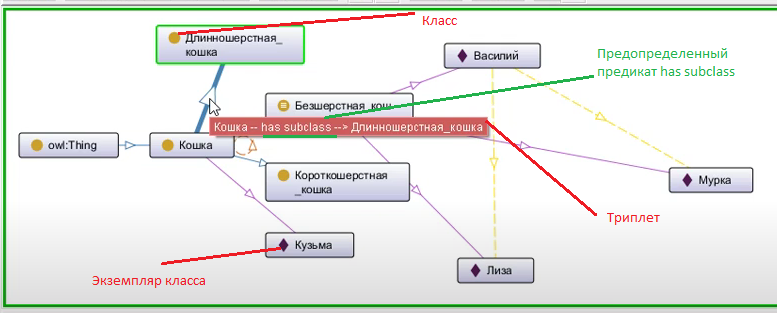 Класс
Длинношерстная_
кошка
Василий
Предопределенный
предикат has subclass
Безшерстная_кош
Кошка -- has subclass --> Длинношерстная_кошка
owl:Thing
Кошка
Короткошерстная
_кошка
Мурка
Триплет
Кузьма
Лиза
Экземпляр класса